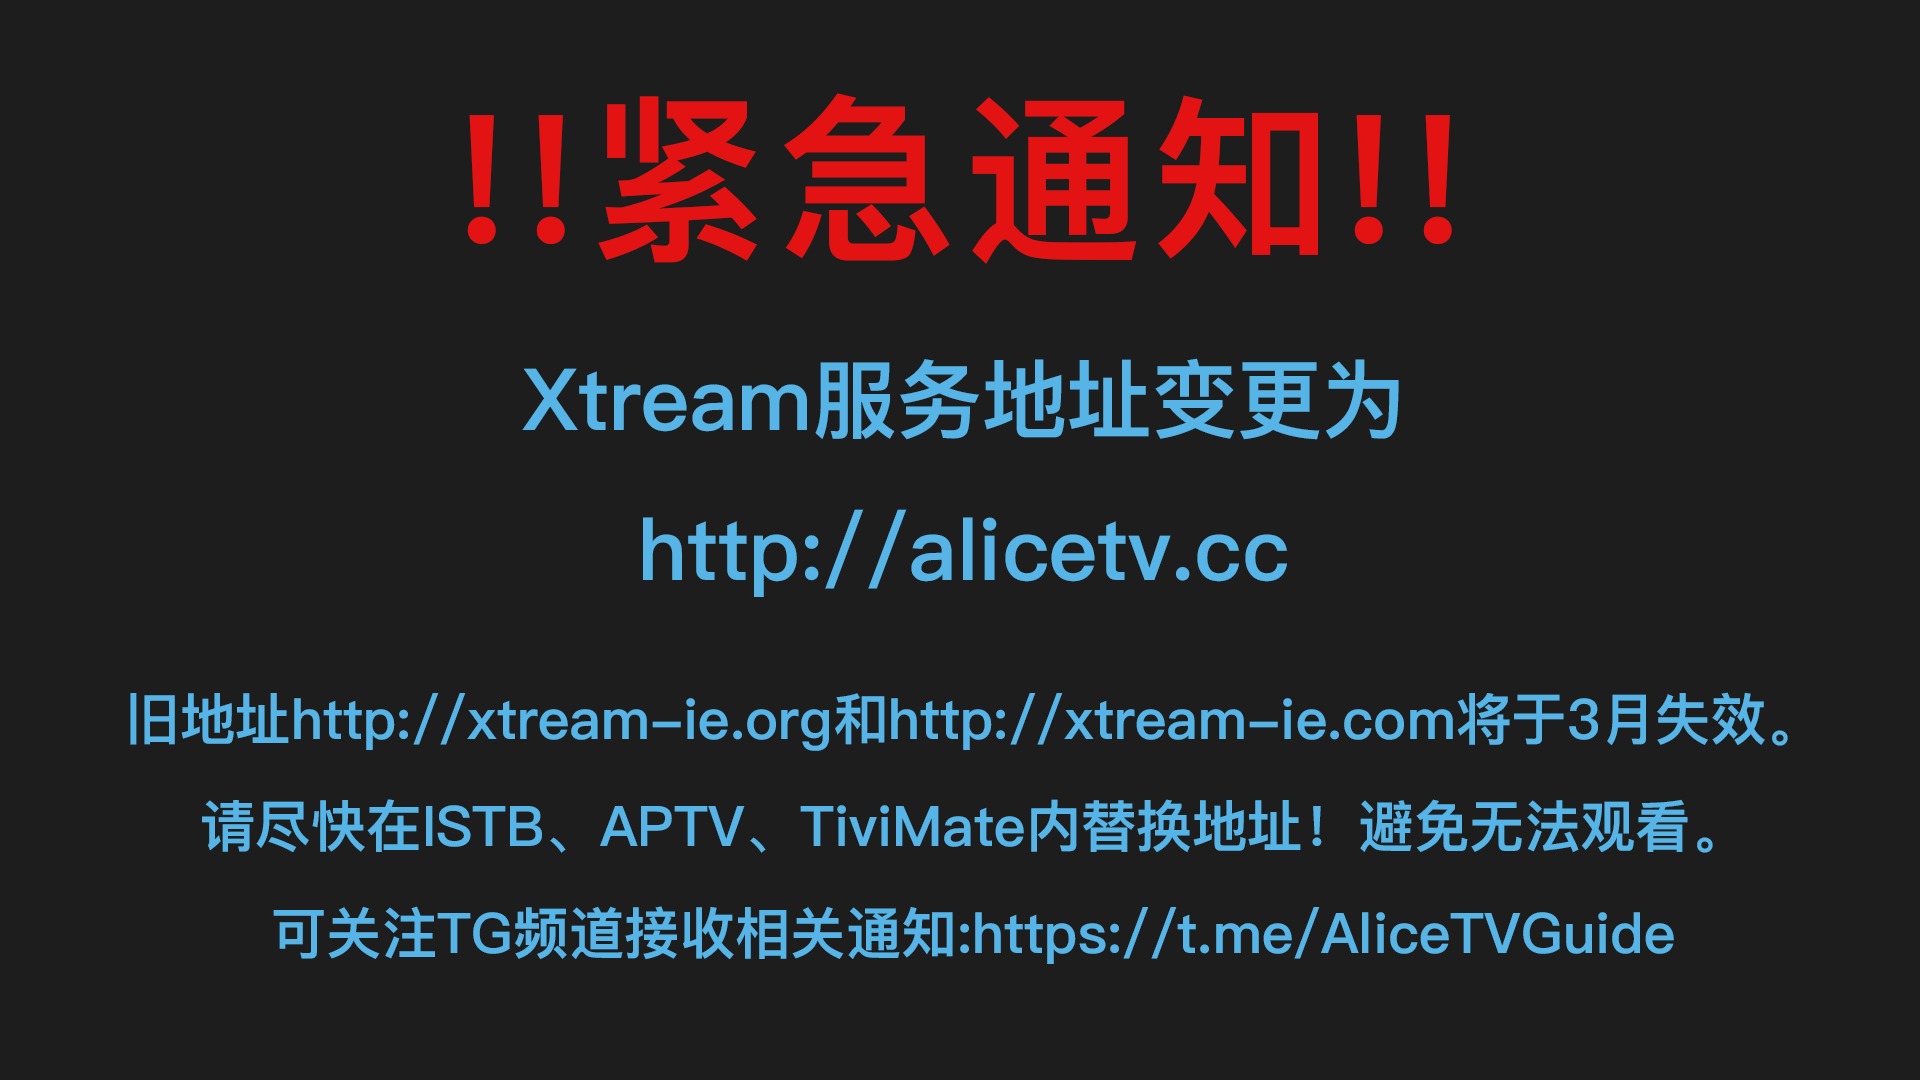 !!紧急通知!!
Xtream服务地址变更为
http://alicetv.cc
旧地址http://xtream-ie.org和http://xtream-ie.com将于3月失效。
请尽快在ISTB、APTV、TiviMate内替换地址！避免无法观看。
可关注TG频道接收相关通知:https://t.me/AliceTVGuide